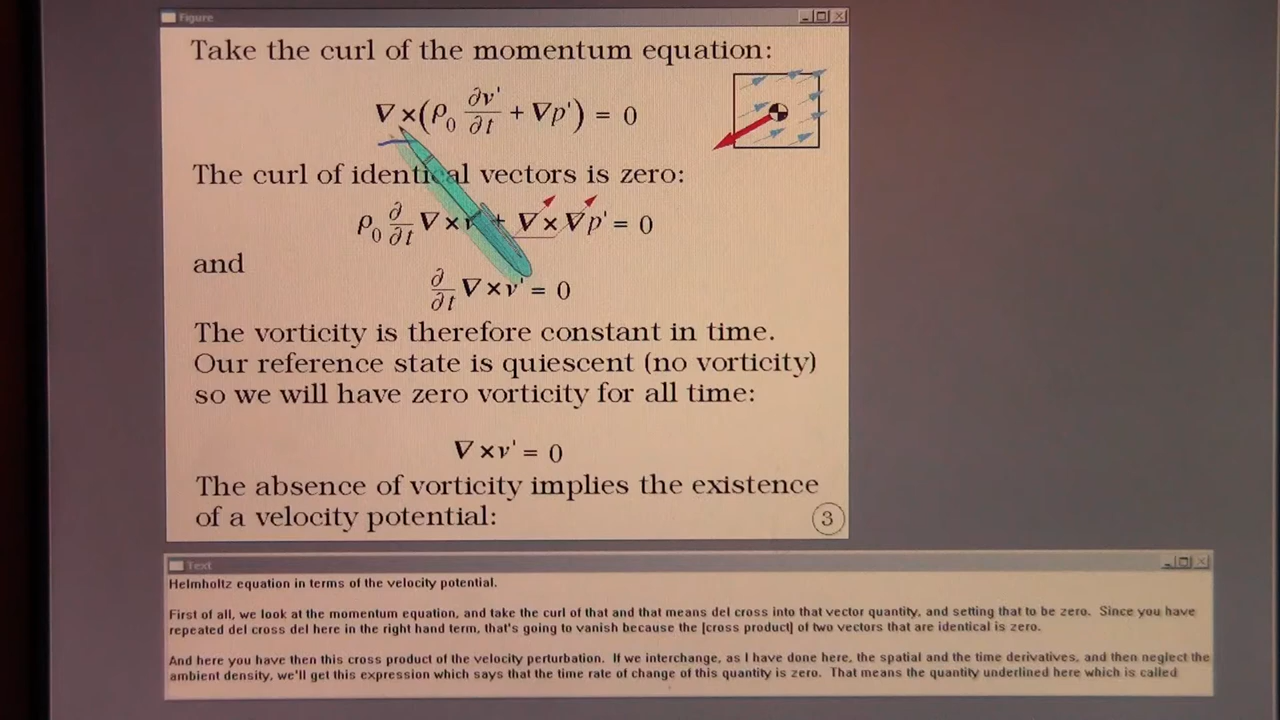 Figure
Take the curl of the momentum equation:
∇×(ρ₀ ∂v'/∂t + ∇p') = 0
The curl of identical vectors is zero:
ρ₀ ∂/∂t ∇×v' + ∇×∇p' = 0
and
∂/∂t ∇×v' = 0
The vorticity is therefore constant in time.
Our reference state is quiescent (no vorticity)
so we will have zero vorticity for all time:
∇×v' = 0
The absence of vorticity implies the existence
of a velocity potential:
3
Text
Helmholtz equation in terms of the velocity potential.
First of all, we look at the momentum equation, and take the curl of that and that means del cross into that vector quantity, and setting that to be zero. Since you have
repeated del cross del here in the right hand term, that's going to vanish because the [cross product] of two vectors that are identical is zero.
And here you have then this cross product of the velocity perturbation. If we interchange, as I have done here, the spatial and the time derivatives, and then neglect the
ambient density, we'll get this expression which says that the time rate of change of this quantity is zero. That means the quantity underlined here which is called